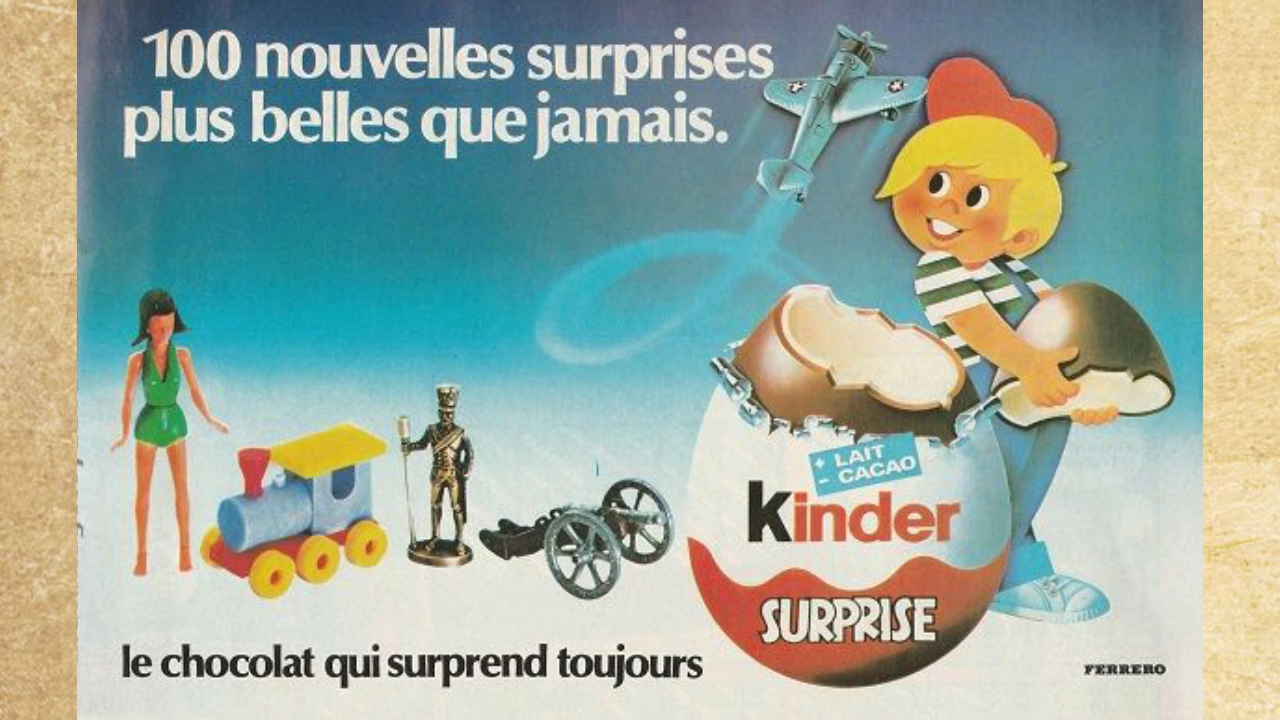 100 nouvelles surprises
plus belles que jamais.
+ LAIT
- CACAO
kinder
SURPRISE
le chocolat qui surprend toujours
FERRERO